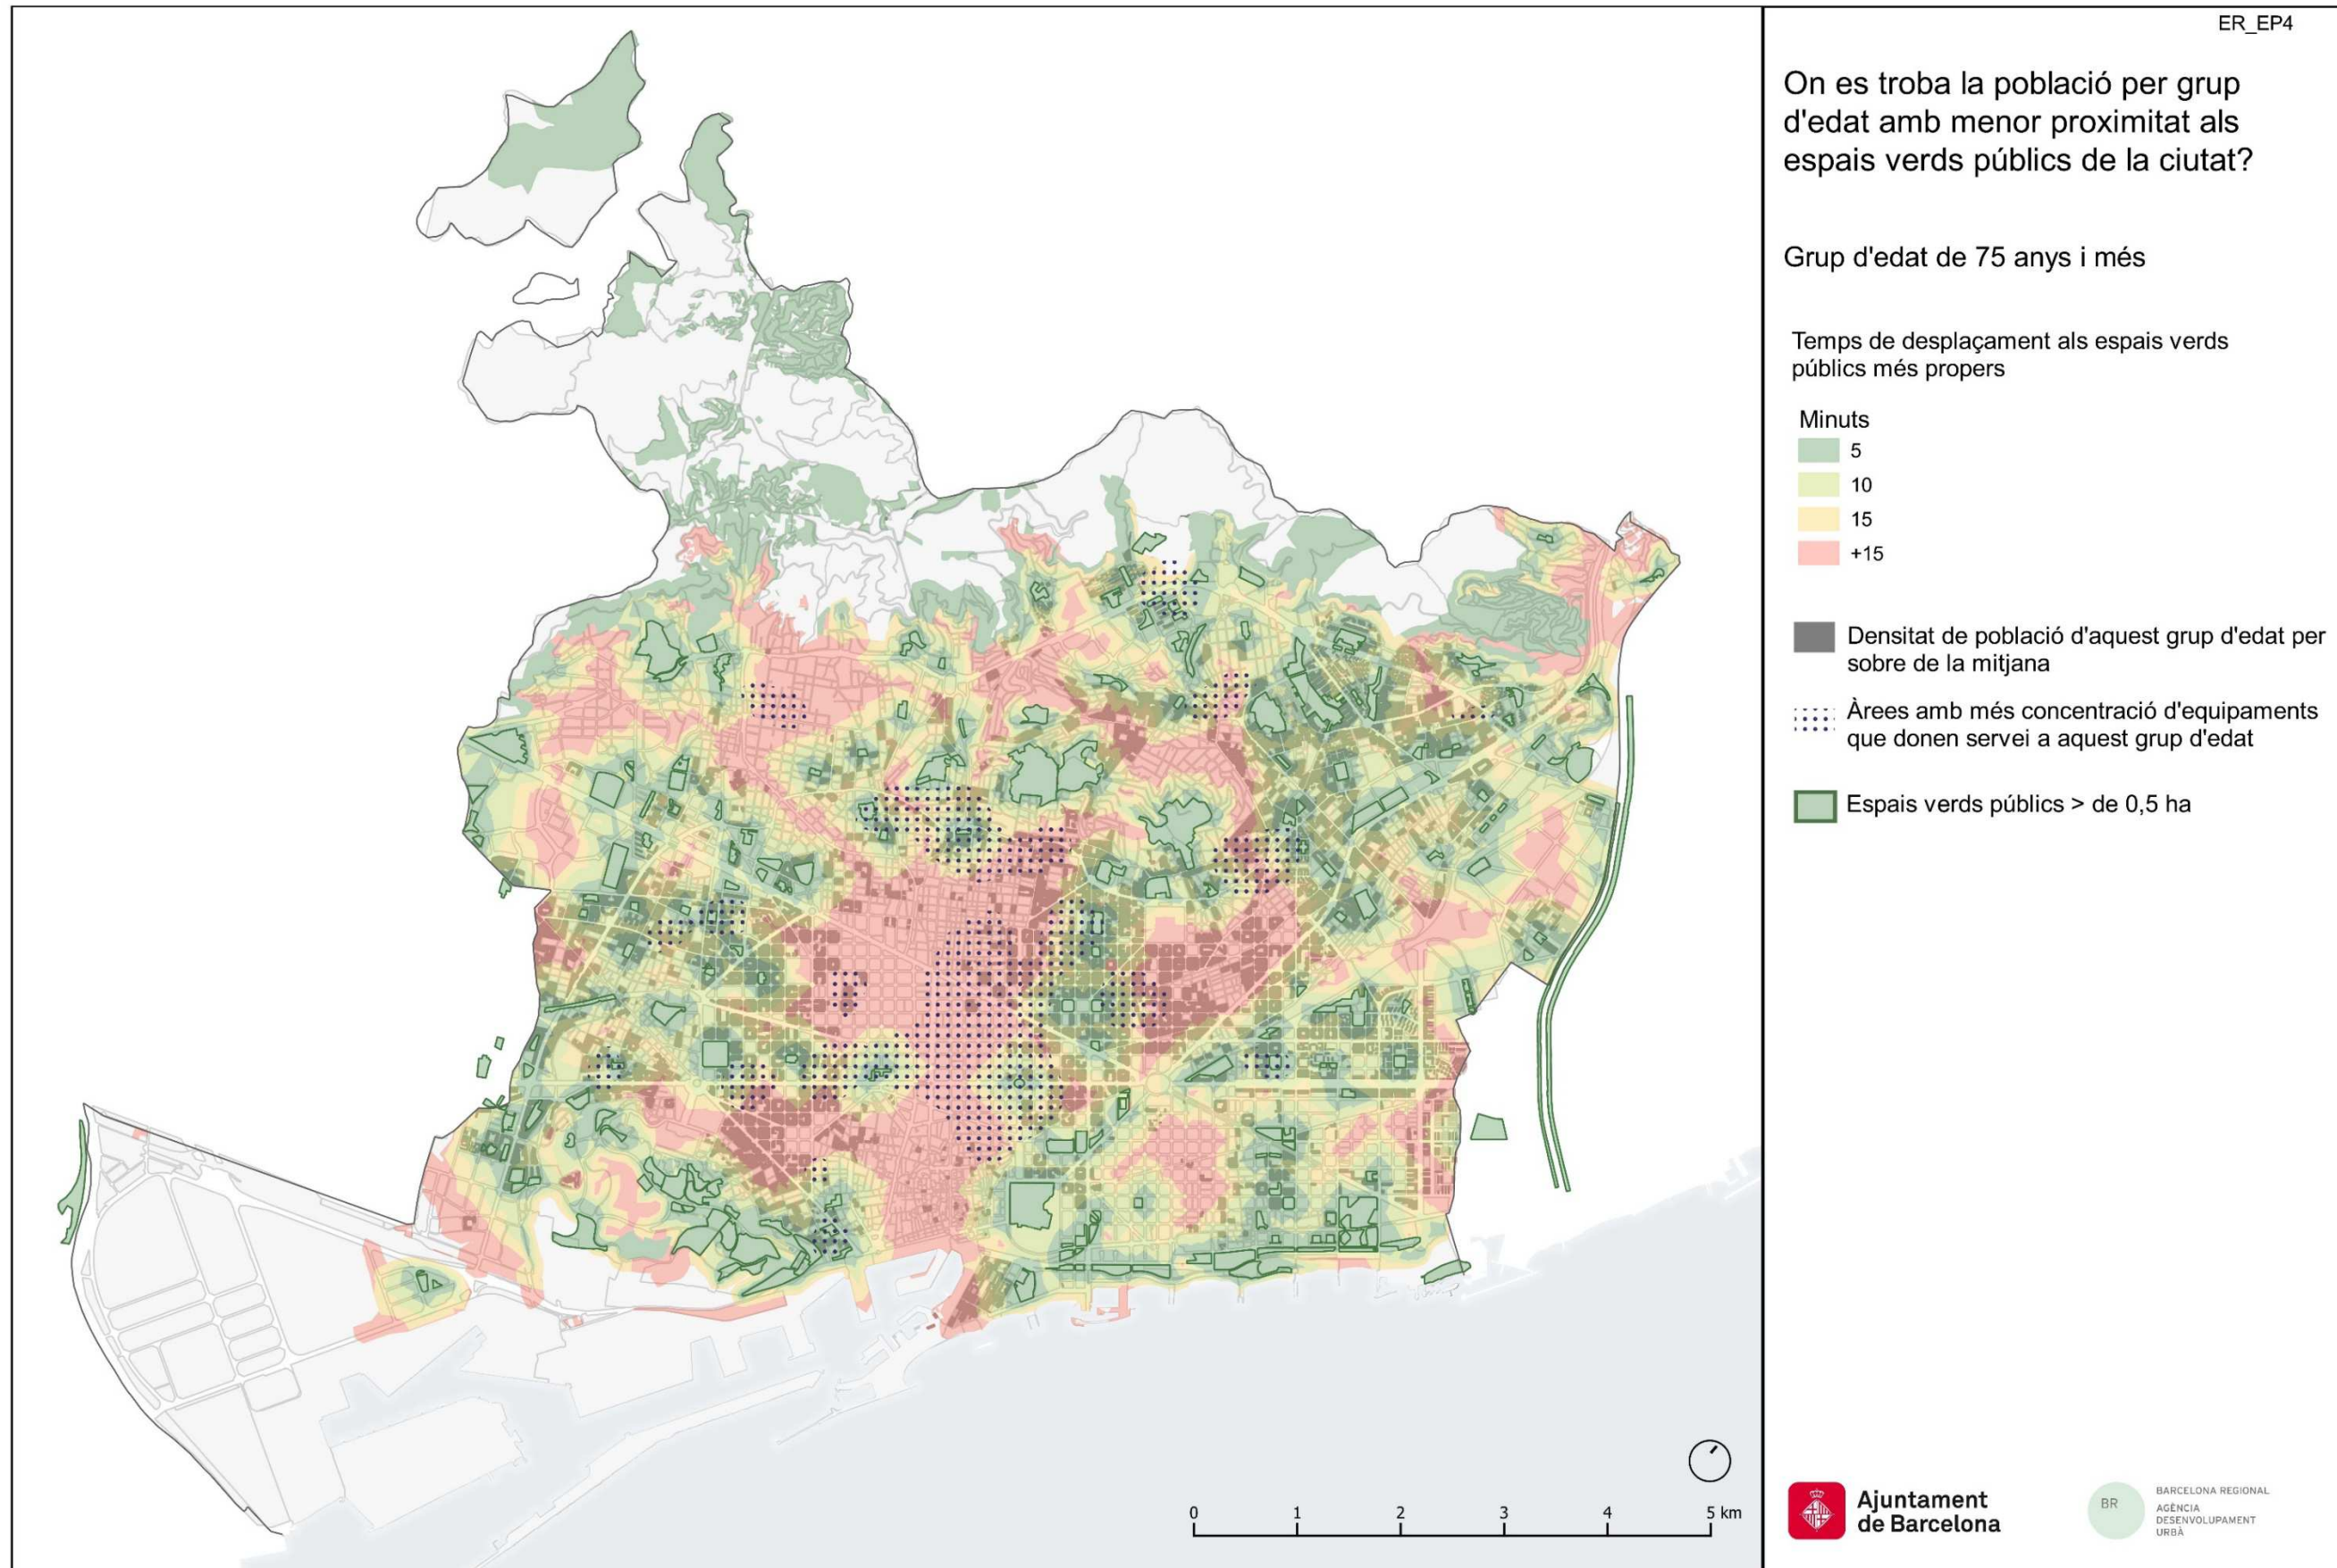 ER_EP4
On es troba la població per grup
d'edat amb menor proximitat als
espais verds públics de la ciutat?
Grup d'edat de 75 anys i més
Temps de desplaçament als espais verds
públics més propers
Minuts
5
10
15
+15
Densitat de població d'aquest grup d'edat per
sobre de la mitjana
Àrees amb més concentració d'equipaments
que donen servei a aquest grup d'edat
Espais verds públics > de 0,5 ha
0 1 2 3 4 5 km
Ajuntament
de Barcelona
BR
BARCELONA REGIONAL
AGÈNCIA
DESENVOLUPAMENT
URBÀ